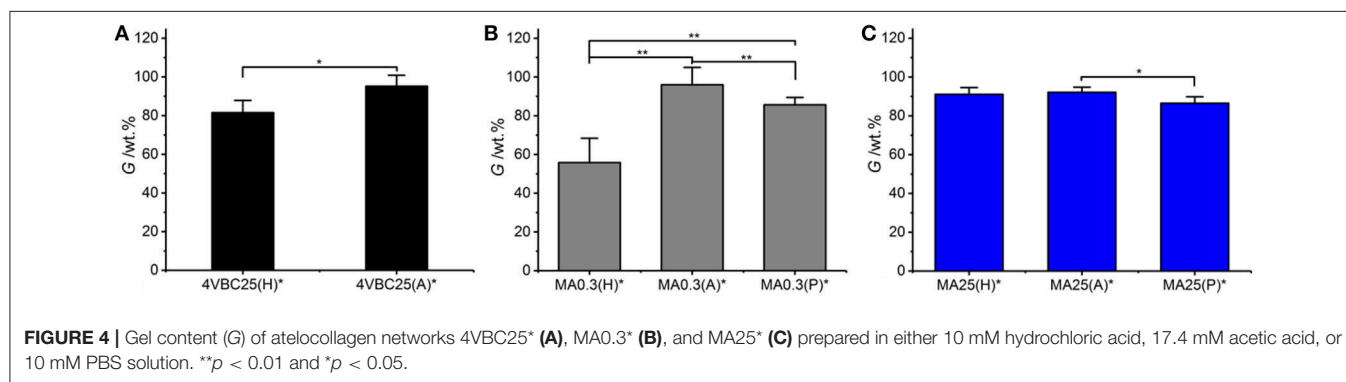 A
120
100
80
60
40
20
0
G /wt.%
*
4VBC25(H)*
4VBC25(A)*
B
120
100
80
60
40
20
0
G /wt.%
**
**
**
MA0.3(H)*
MA0.3(A)*
MA0.3(P)*
C
120
100
80
60
40
20
0
G /wt.%
*
MA25(H)*
MA25(A)*
MA25(P)*
FIGURE 4 | Gel content (G) of atelocollagen networks 4VBC25* (A), MA0.3* (B), and MA25* (C) prepared in either 10 mM hydrochloric acid, 17.4 mM acetic acid, or
10 mM PBS solution. **p < 0.01 and *p < 0.05.